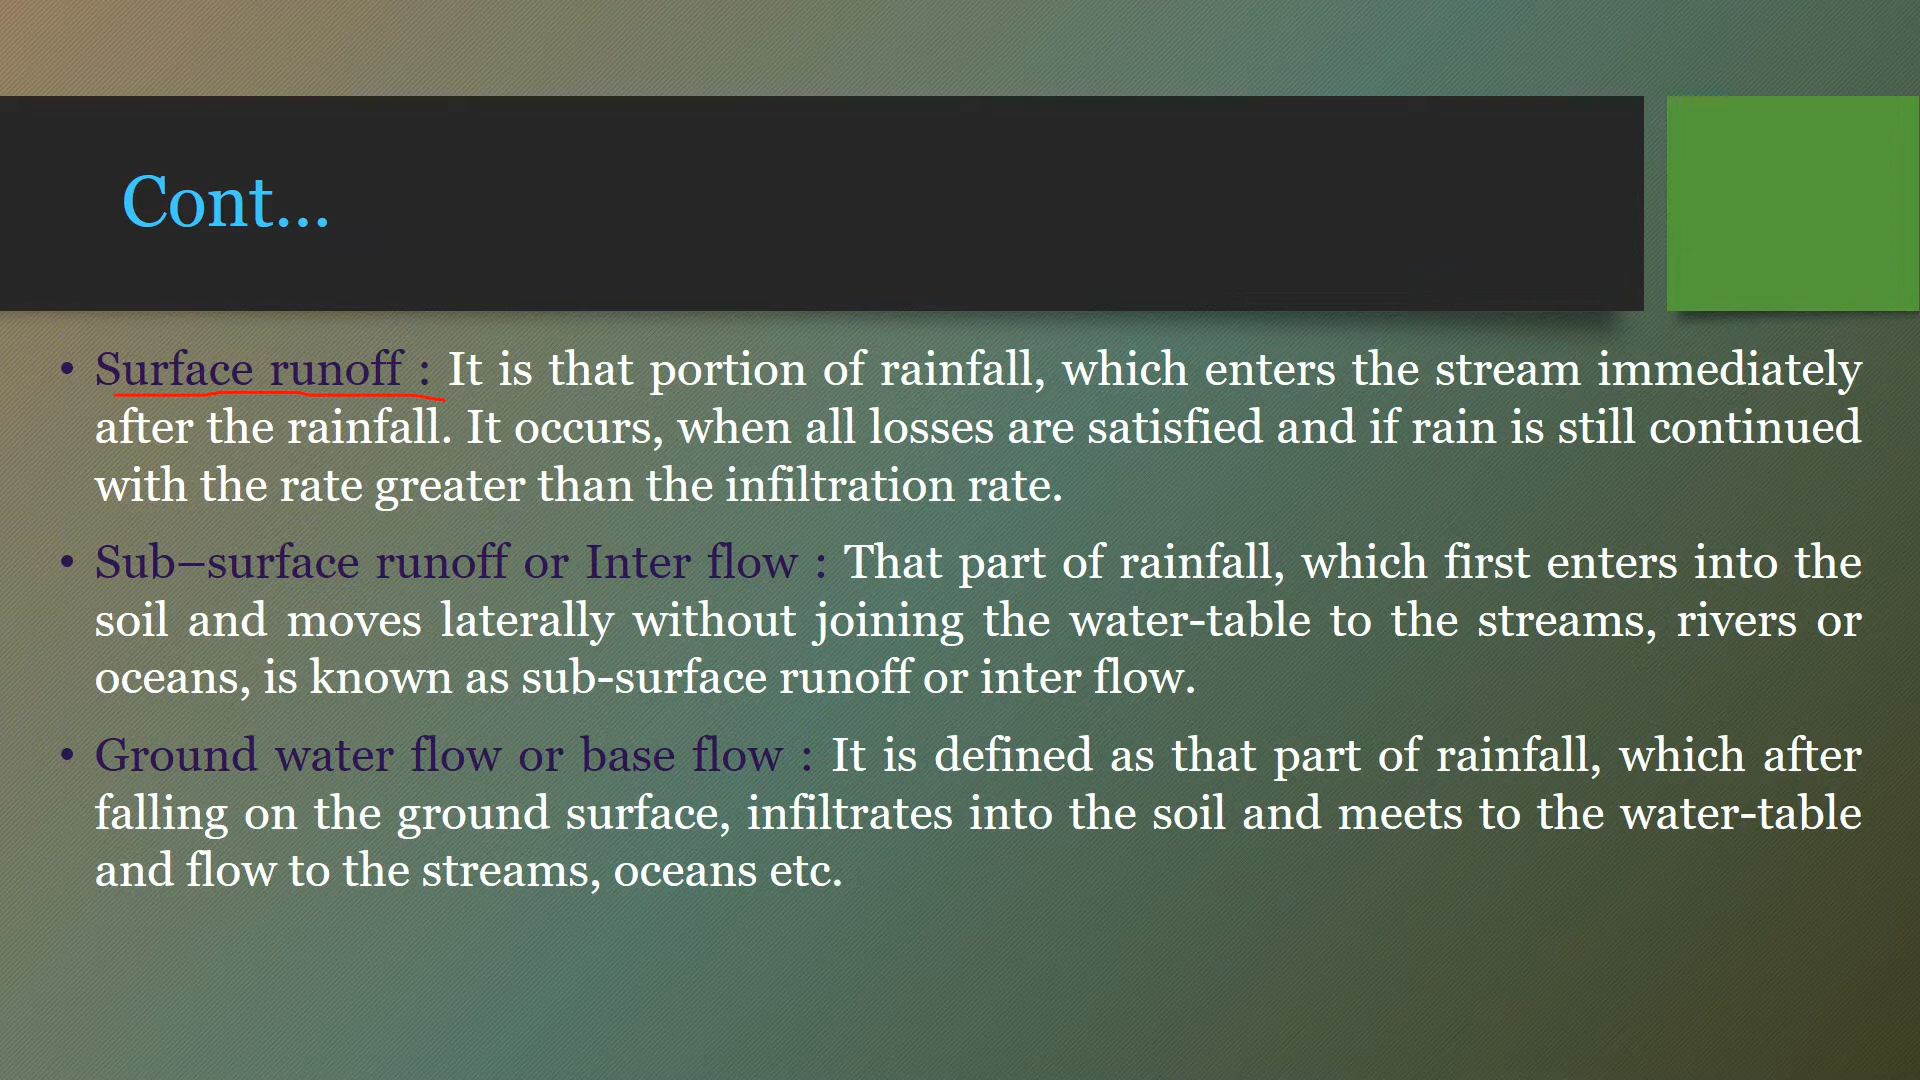 Cont...
• Surface runoff : It is that portion of rainfall, which enters the stream immediately
after the rainfall. It occurs, when all losses are satisfied and if rain is still continued
with the rate greater than the infiltration rate.
• Sub–surface runoff or Inter flow : That part of rainfall, which first enters into the
soil and moves laterally without joining the water-table to the streams, rivers or
oceans, is known as sub-surface runoff or inter flow.
• Ground water flow or base flow : It is defined as that part of rainfall, which after
falling on the ground surface, infiltrates into the soil and meets to the water-table
and flow to the streams, oceans etc.